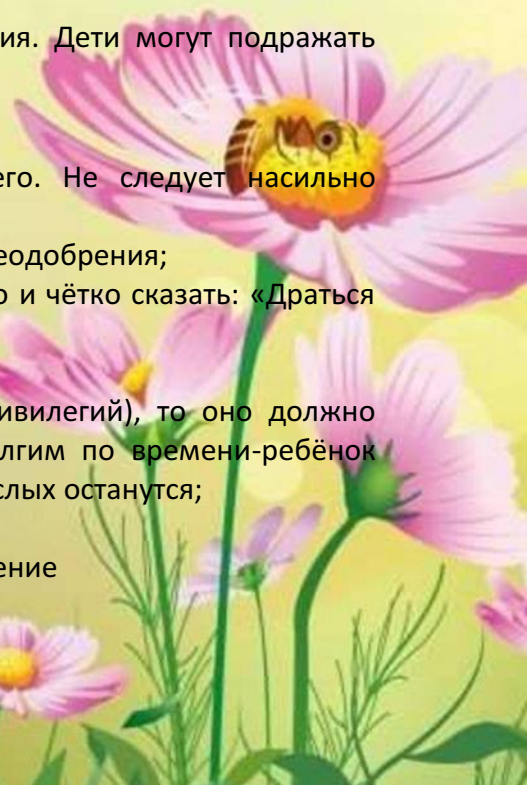 ия. Дети могут подражать
его. Не следует насильно
еодобрения;
о и чётко сказать: «Драться
ивилегий), то оно должно
лгим по времени-ребёнок
слых останутся;
ение